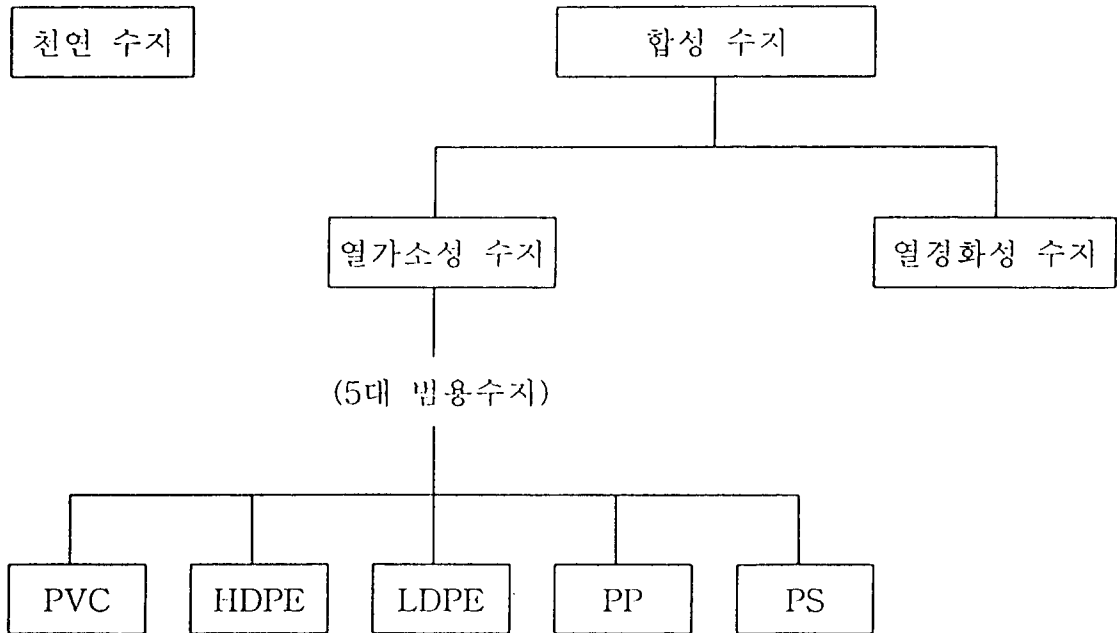 천연 수지
합성 수지
열가소성 수지
열경화성 수지
(5대 범용수지)
PVC
HDPE
LDPE
PP
PS